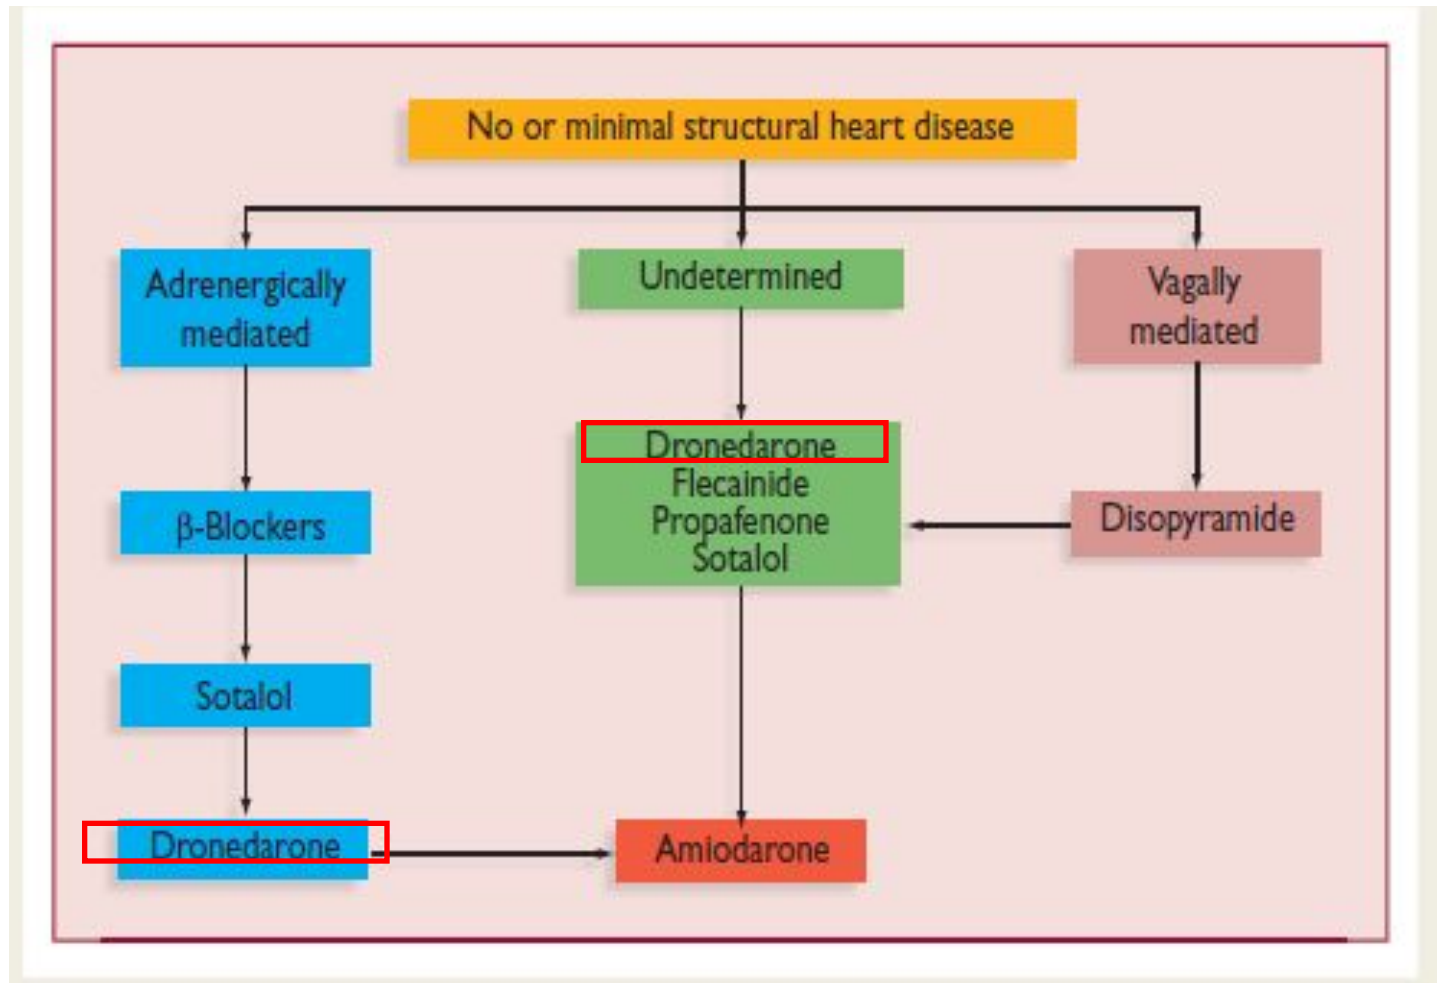 No or minimal structural heart disease
Adrenergically
mediated
Undetermined
Vagally
mediated
Dronedarone
Flecainide
Propafenone
Sotalol
β-Blockers
Disopyramide
Sotalol
Dronedarone
Amiodarone